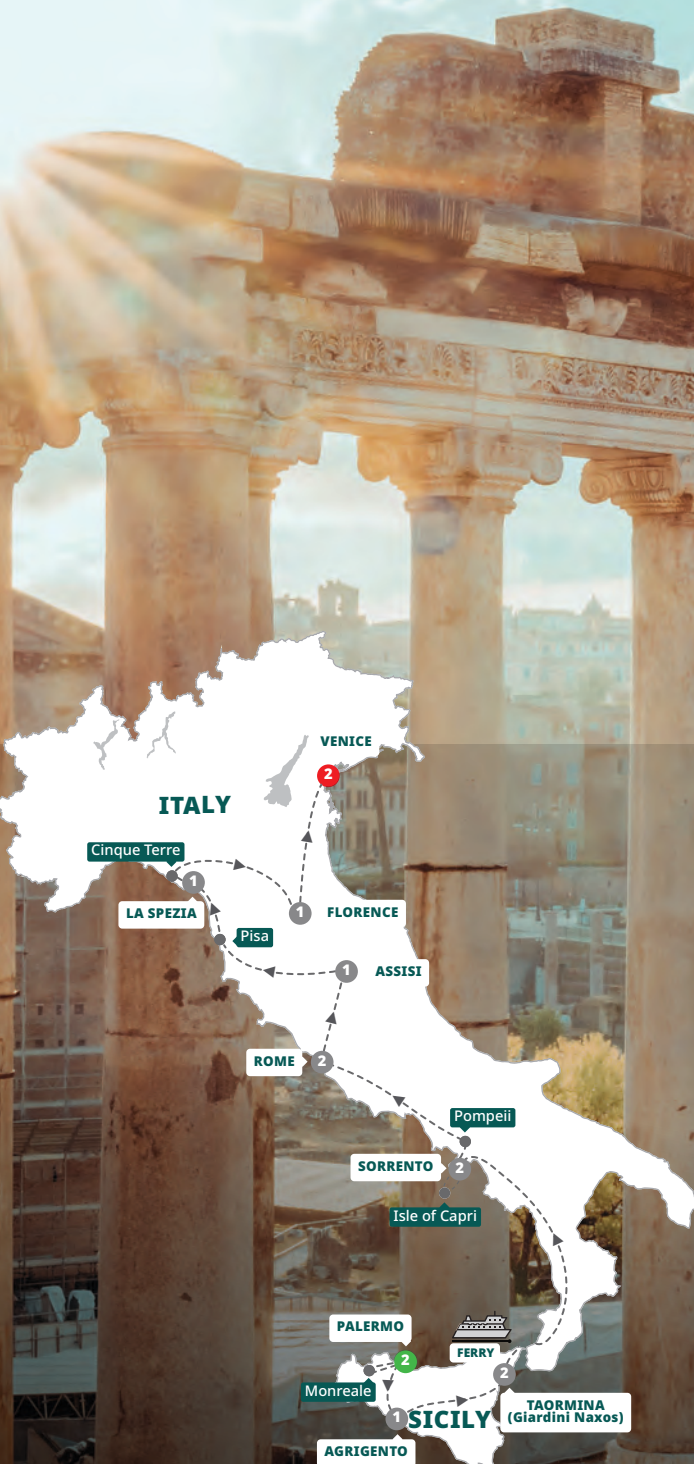 VENICE
2
ITALY
Cinque Terre
1
LA SPEZIA
1
FLORENCE
Pisa
1
ASSISI
ROME
2
Pompeii
SORRENTO
2
Isle of Capri
PALERMO
2
FERRY
Monreale
2
TAORMINA
(Giardini Naxos)
1
SICILY
AGRIGENTO